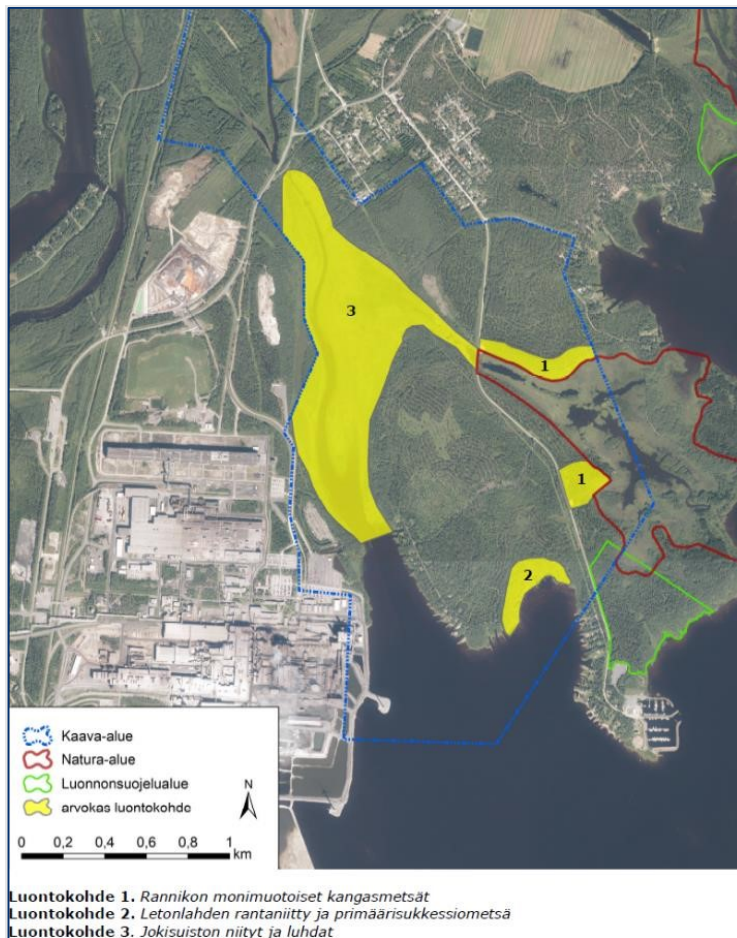 3
1
1
2
Kaava-alue
Natura-alue
Luonnonsuojelualue
arvokas luontokohde
N
0 0,2 0,4 0,6 0,8 1
km
Luontokohde 1. Rannikon monimuotoiset kangasmetsät
Luontokohde 2. Letonlahden rantaniitty ja primäärisukkessiometsä
Luontokohde 3. Jokisuiston niityt ja luhdat